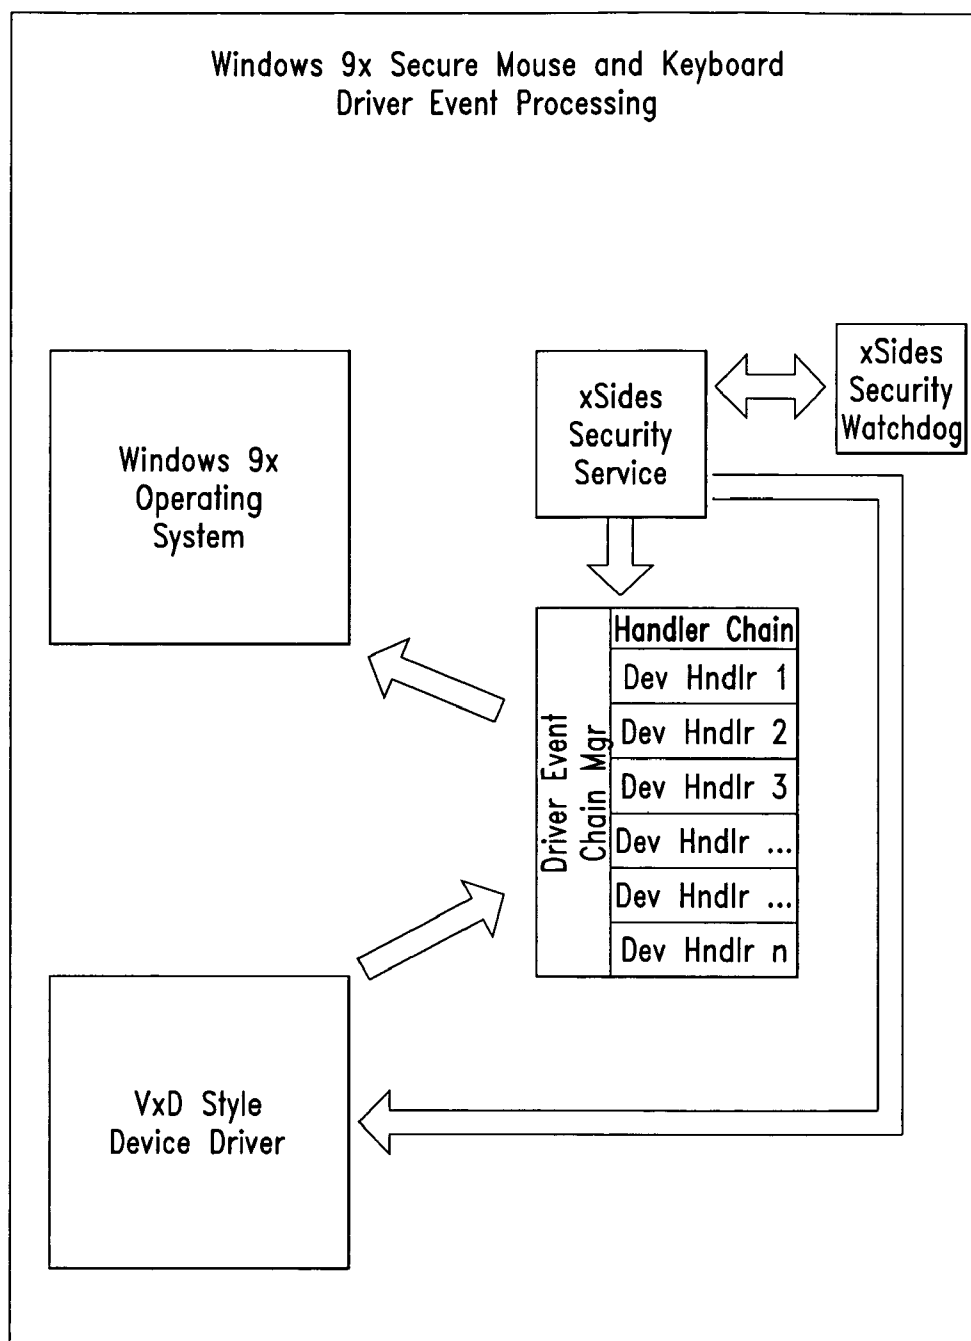 Windows 9x Secure Mouse and Keyboard
Driver Event Processing
Windows 9x
Operating
System
xSides
Security
Service
xSides
Security
Watchdog
Driver Event
Chain Mgr
Handler Chain
Dev Hndlr 1
Dev Hndlr 2
Dev Hndlr 3
Dev Hndlr ...
Dev Hndlr ...
Dev Hndlr n
VxD Style
Device Driver